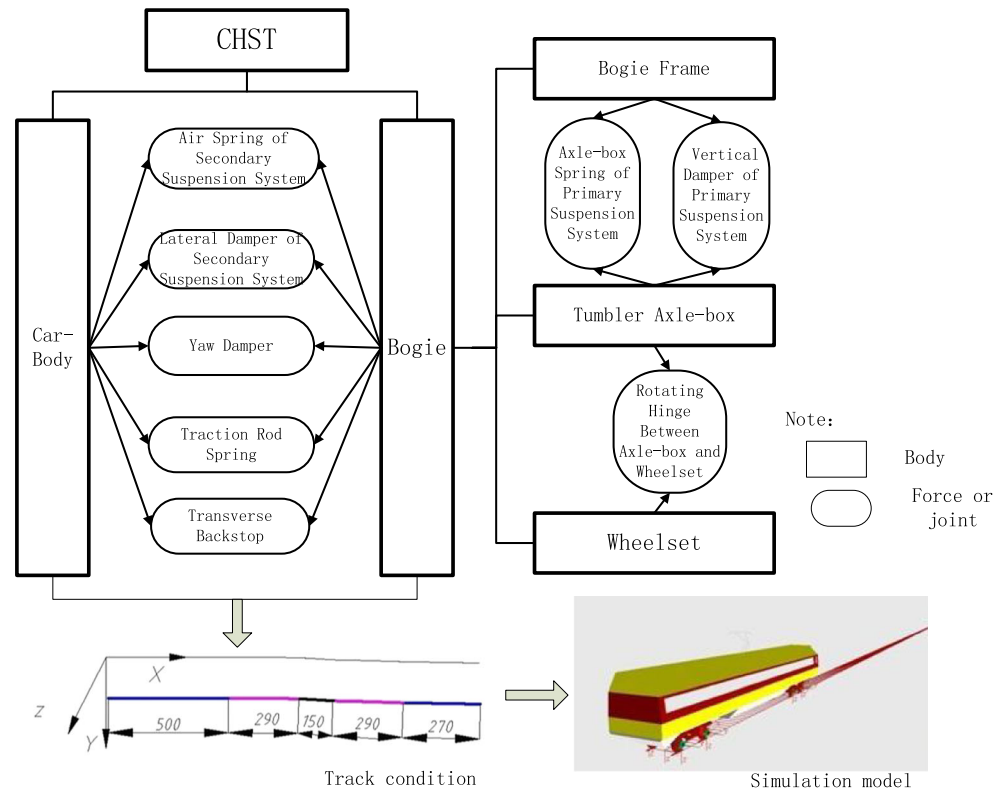 CHST
Car-
Body
Air Spring of
Secondary
Suspension System
Lateral Damper of
Secondary
Suspension System
Yaw Damper
Traction Rod
Spring
Transverse
Backstop
Bogie
Bogie Frame
Axle-box
Spring of
Primary
Suspension
System
Vertical
Damper of
Primary
Suspension
System
Tumbler Axle-box
Rotating
Hinge
Between
Axle-box and
Wheelset
Wheelset
Note:
Body
Force or
joint
X
Z
Y
500
290
150
290
270
Track condition
Simulation model